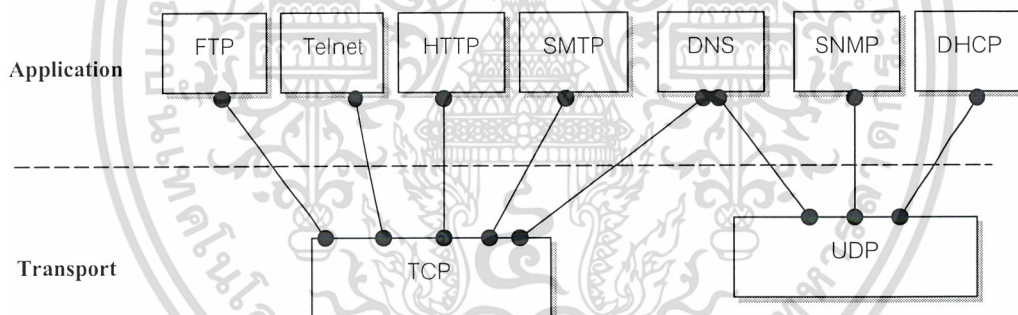 FTP Telnet HTTP SMTP DNS SNMP DHCP
Application
Transport
TCP
UDP